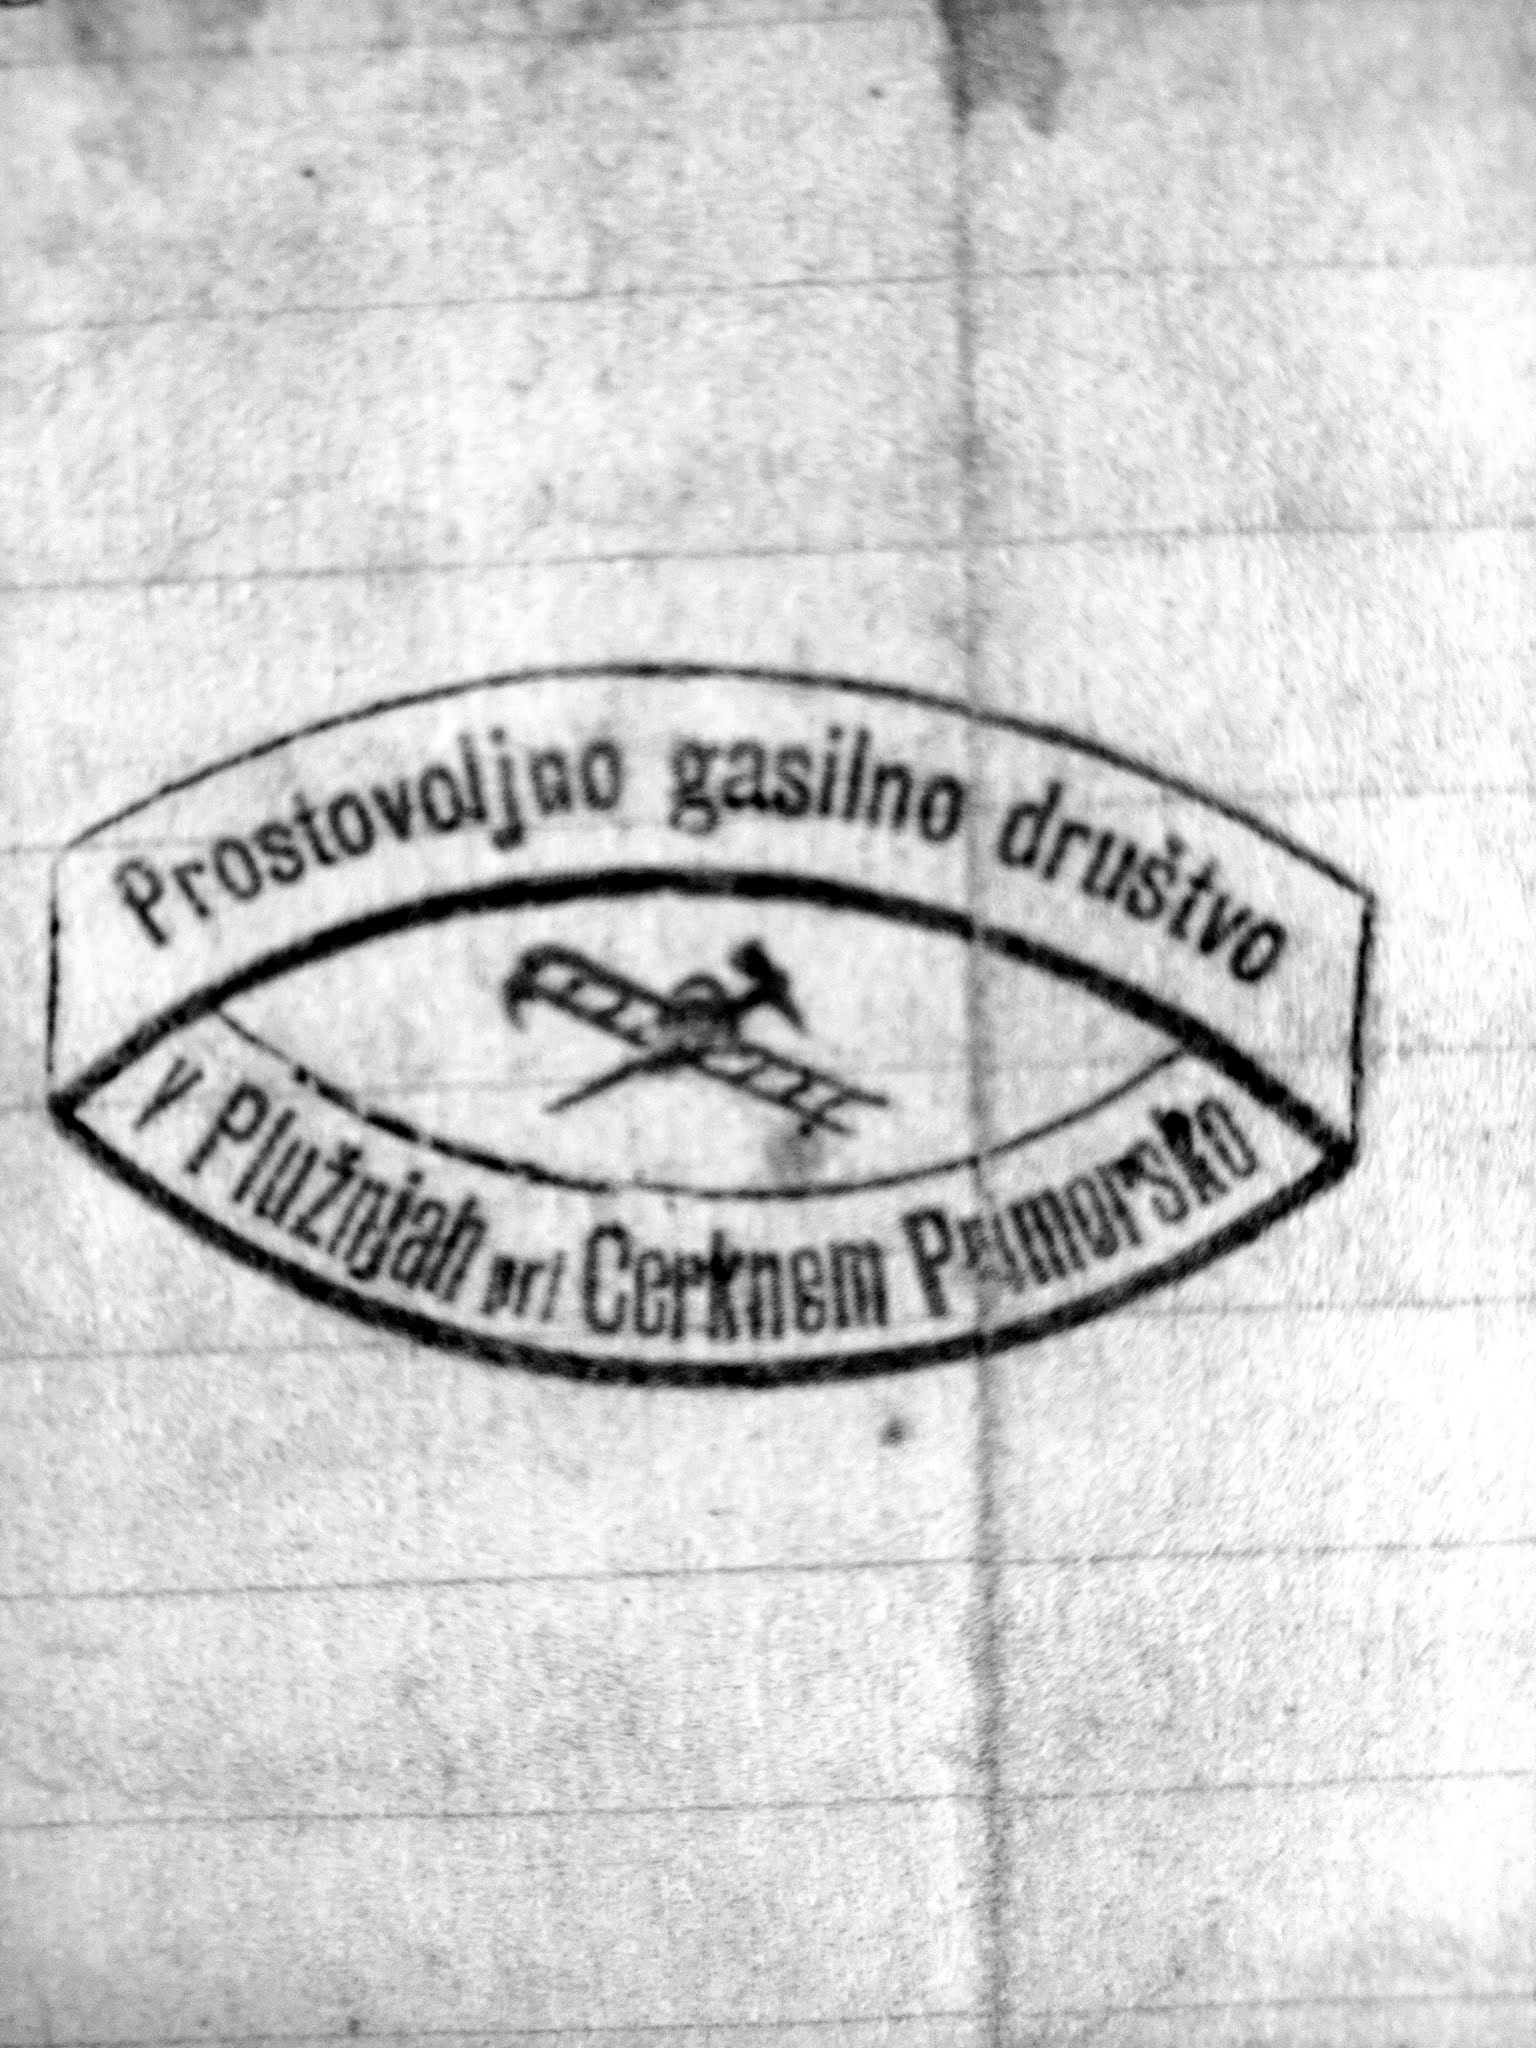 Prostovoljno gasilno društvo
v Plužnjah pri Cerknem Primorsko